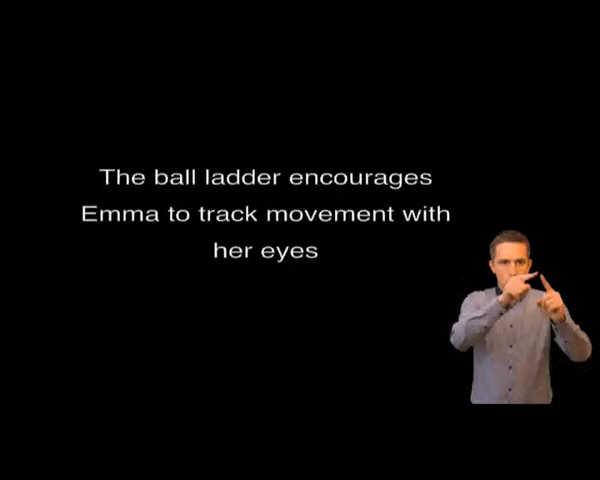 The ball ladder encourages
Emma to track movement with
her eyes